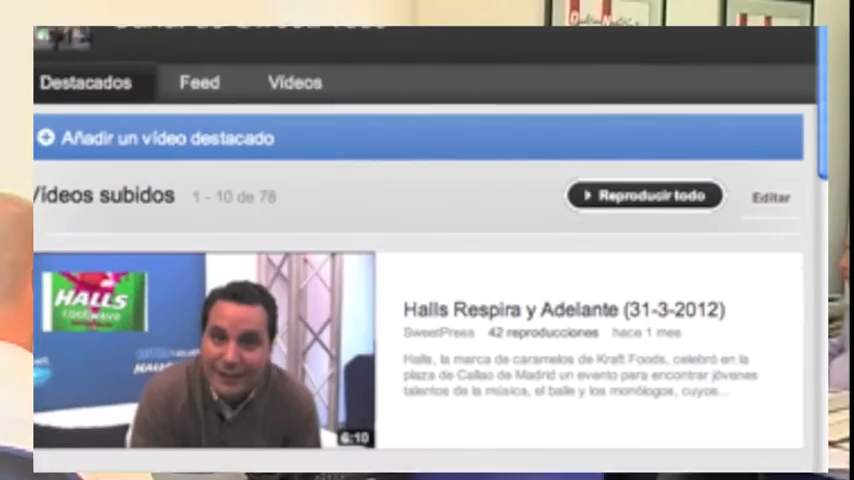 Destacados Feed Vídeos
Añadir un vídeo destacado
Vídeos subidos 1 - 10 de 78 Reproducir todo Editar
HALLS
Halls Respira y Adelante (31-3-2012)
SweetPress 42 reproducciones hace 1 mes
Halls, la marca de caramelos de Kraft Foods, celebró en la
plaza de Callao de Madrid un evento para encontrar jóvenes
talentos de la música, el baile y los monólogos, cuyos...
6:10